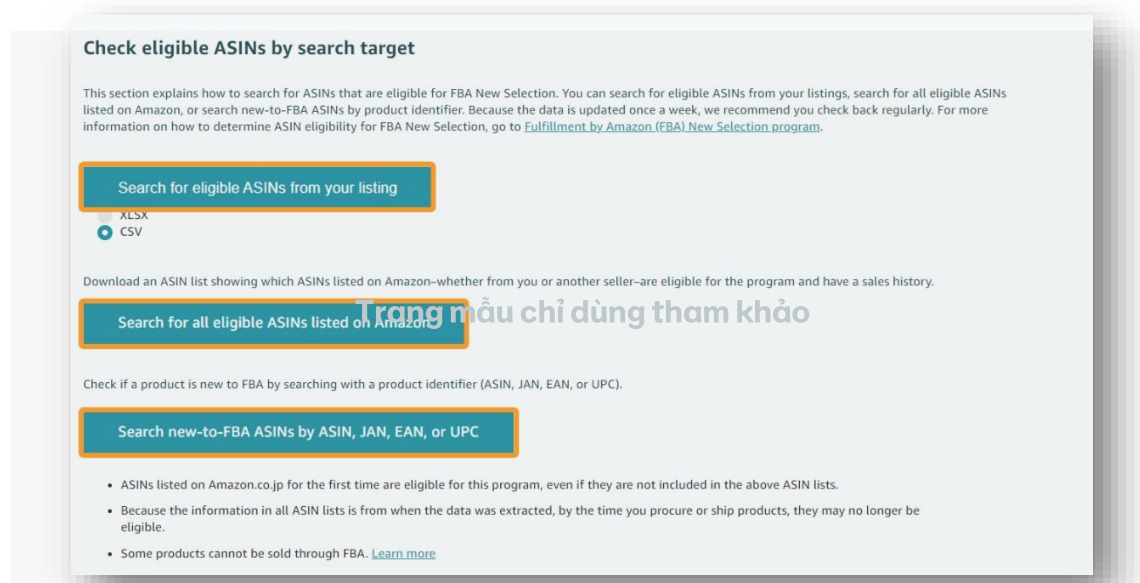 Check eligible ASINs by search target
This section explains how to search for ASINs that are eligible for FBA New Selection. You can search for eligible ASINs from your listings, search for all eligible ASINs
listed on Amazon, or search new-to-FBA ASINs by product identifier. Because the data is updated once a week, we recommend you check back regularly. For more
information on how to determine ASIN eligibility for FBA New Selection, go to Fulfillment by Amazon (FBA) New Selection program.
Search for eligible ASINs from your listing
XLSX
CSV
Download an ASIN list showing which ASINs listed on Amazon–whether from you or another seller–are eligible for the program and have a sales history.
Trang mẫu chỉ dùng tham khảo
Search for all eligible ASINs listed on Amazon
Check if a product is new to FBA by searching with a product identifier (ASIN, JAN, EAN, or UPC).
Search new-to-FBA ASINs by ASIN, JAN, EAN, or UPC
• ASINs listed on Amazon.co.jp for the first time are eligible for this program, even if they are not included in the above ASIN lists.
• Because the information in all ASIN lists is from when the data was extracted, by the time you procure or ship products, they may no longer be
eligible.
• Some products cannot be sold through FBA. Learn more